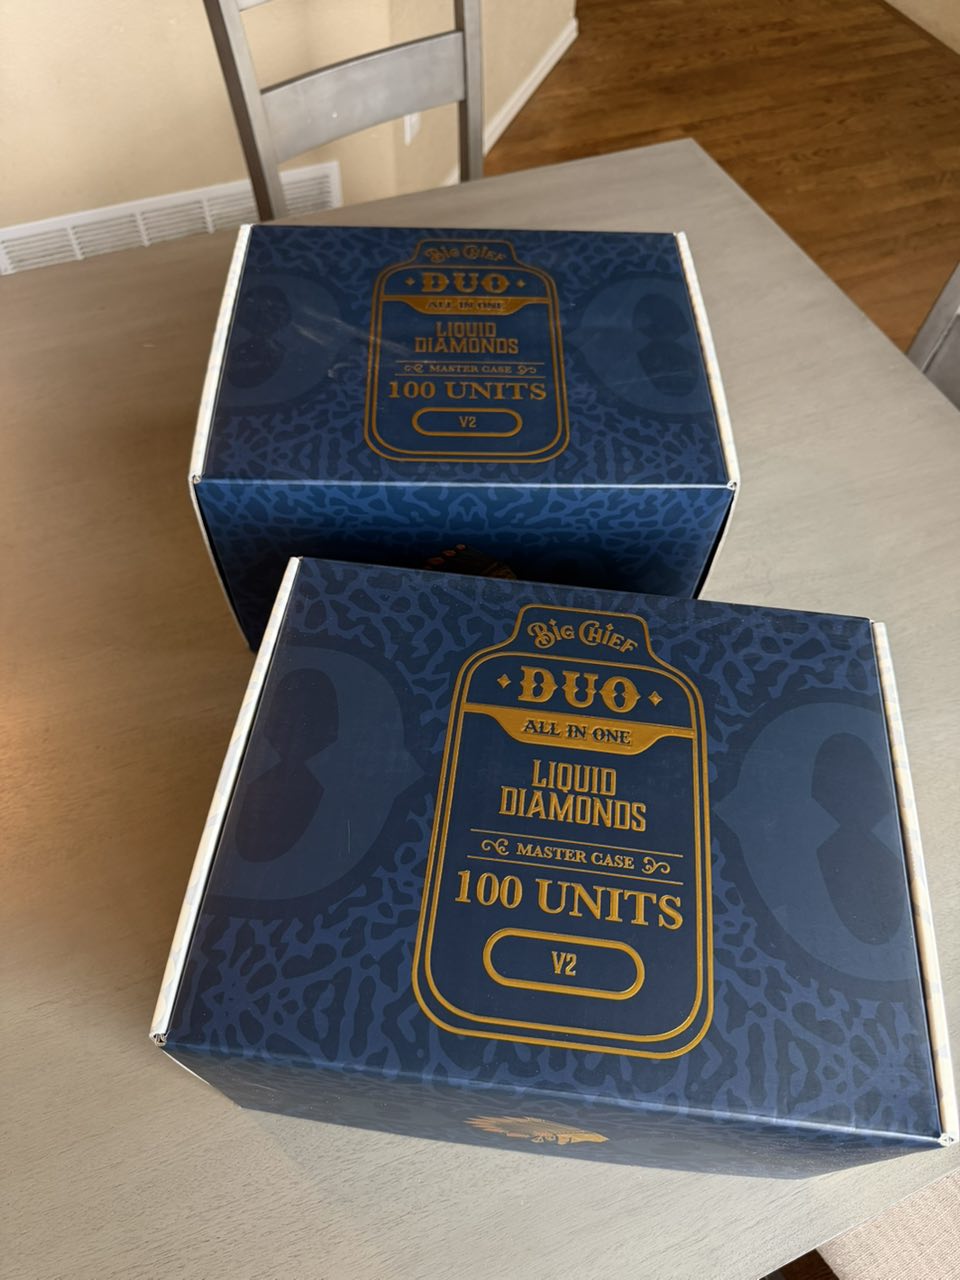 Big Chief
DUO
ALL IN ONE
LIQUID
DIAMONDS
MASTER CASE
100 UNITS
V2
Big Chief
DUO
ALL IN ONE
LIQUID
DIAMONDS
MASTER CASE
100 UNITS
V2